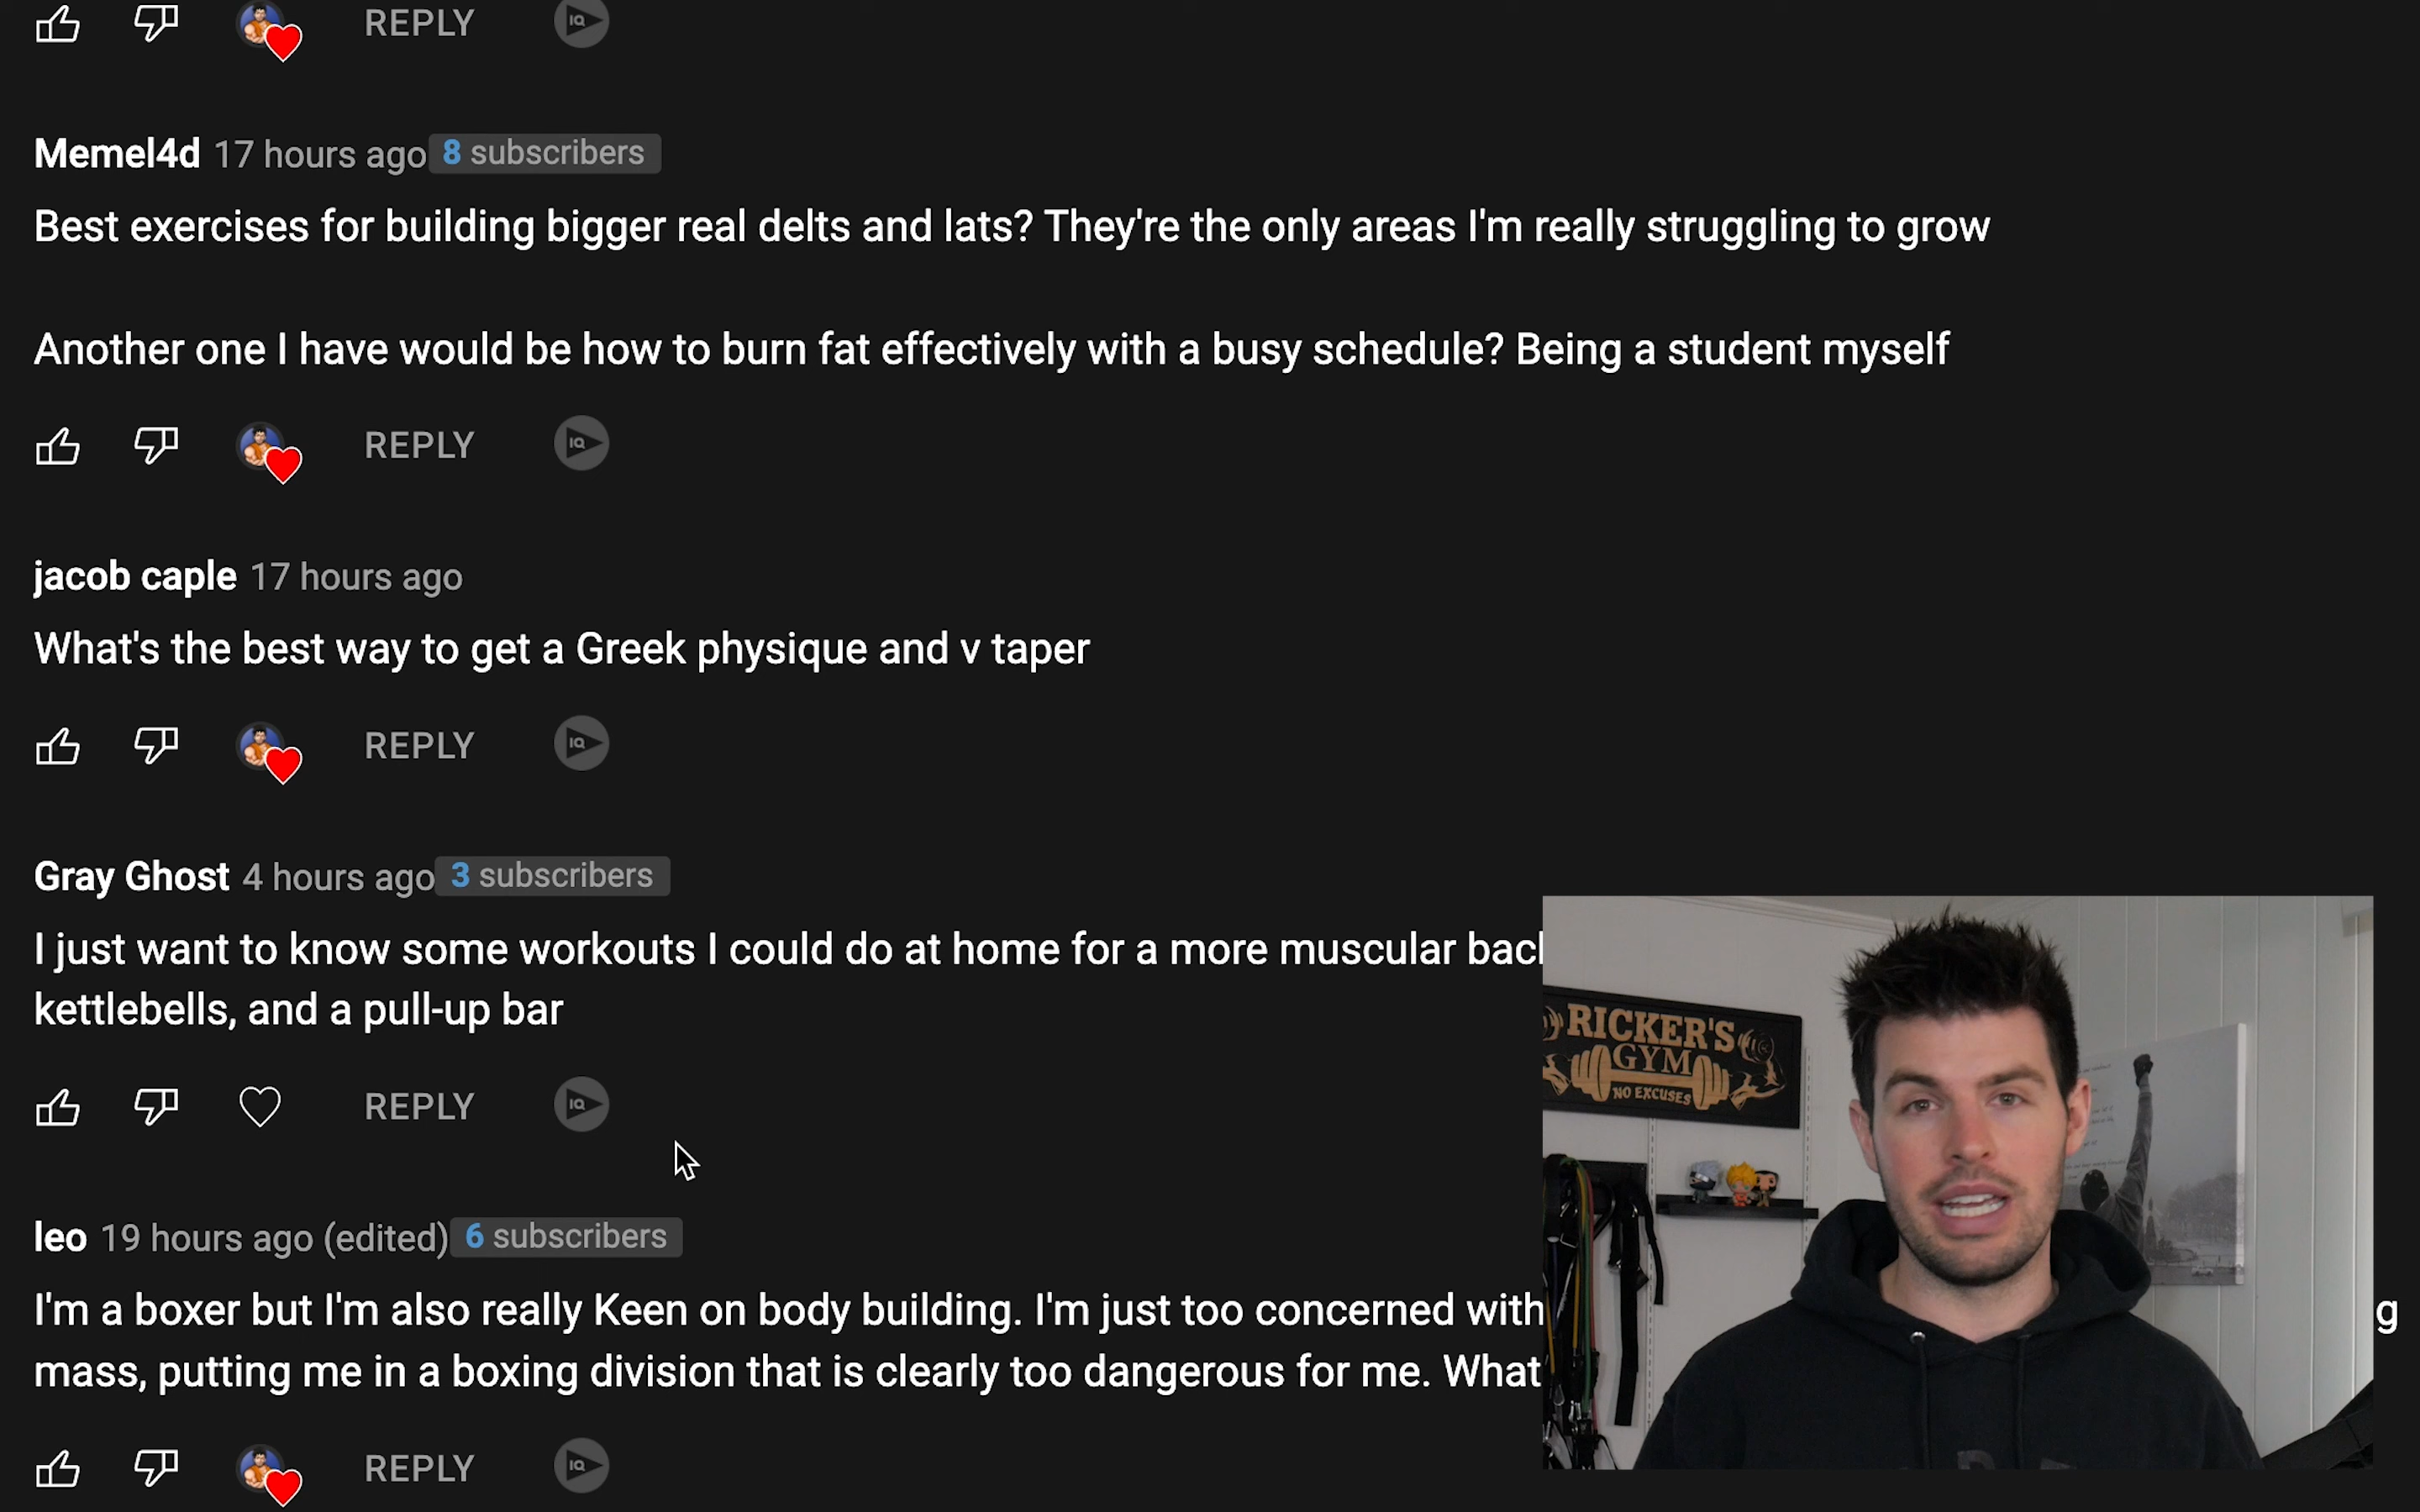 REPLY
IQ
Memel4d 17 hours ago 8 subscribers
Best exercises for building bigger real delts and lats? They're the only areas I'm really struggling to grow
Another one I have would be how to burn fat effectively with a busy schedule? Being a student myself
REPLY
IQ
jacob caple 17 hours ago
What's the best way to get a Greek physique and v taper
REPLY
IQ
Gray Ghost 4 hours ago 3 subscribers
I just want to know some workouts I could do at home for a more muscular
kettlebells, and a pull-up bar
REPLY
IQ
leo 19 hours ago (edited) 6 subscribers
I'm a boxer but I'm also really Keen on body building. I'm just too concerned with
mass, putting me in a boxing division that is clearly too dangerous for me. What
REPLY
IQ
RICKER'S
GYM
NO EXCUSES